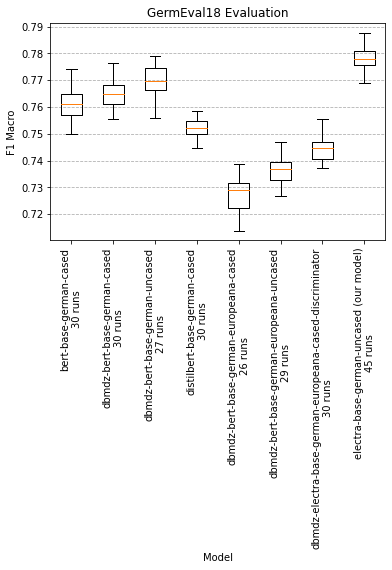 GermEval18 Evaluation
F1 Macro
0.79
0.78
0.77
0.76
0.75
0.74
0.73
0.72
bert-base-german-cased
30 runs
dbmdz-bert-base-german-cased
30 runs
dbmdz-bert-base-german-uncased
27 runs
distilbert-base-german-cased
30 runs
dbmdz-bert-base-german-europeana-cased
26 runs
dbmdz-bert-base-german-europeana-uncased
29 runs
dbmdz-electra-base-german-europeana-cased-discriminator
30 runs
electra-base-german-uncased (our model)
45 runs
Model